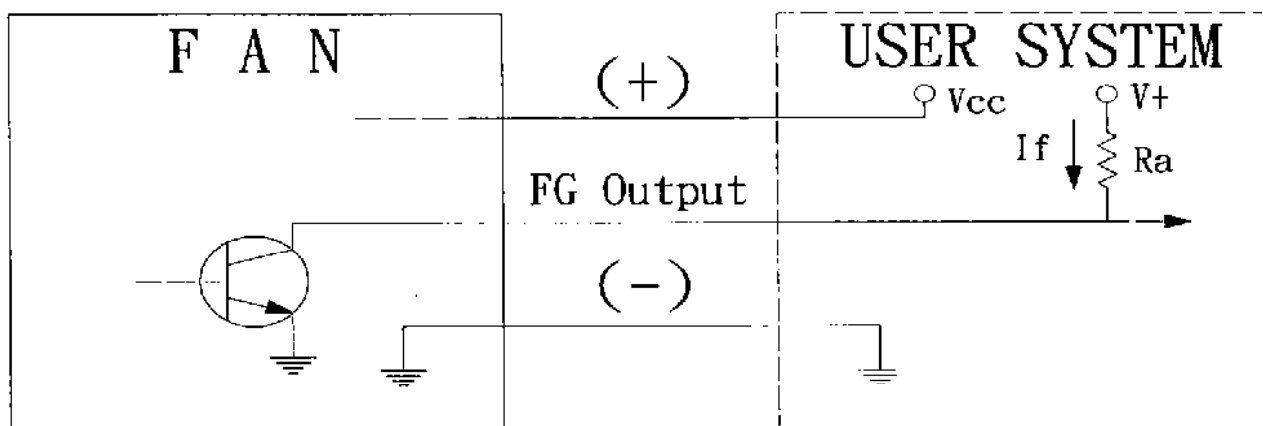 F A N
USER SYSTEM
(+)
Vcc
V+
If
Ra
FG Output
(-)